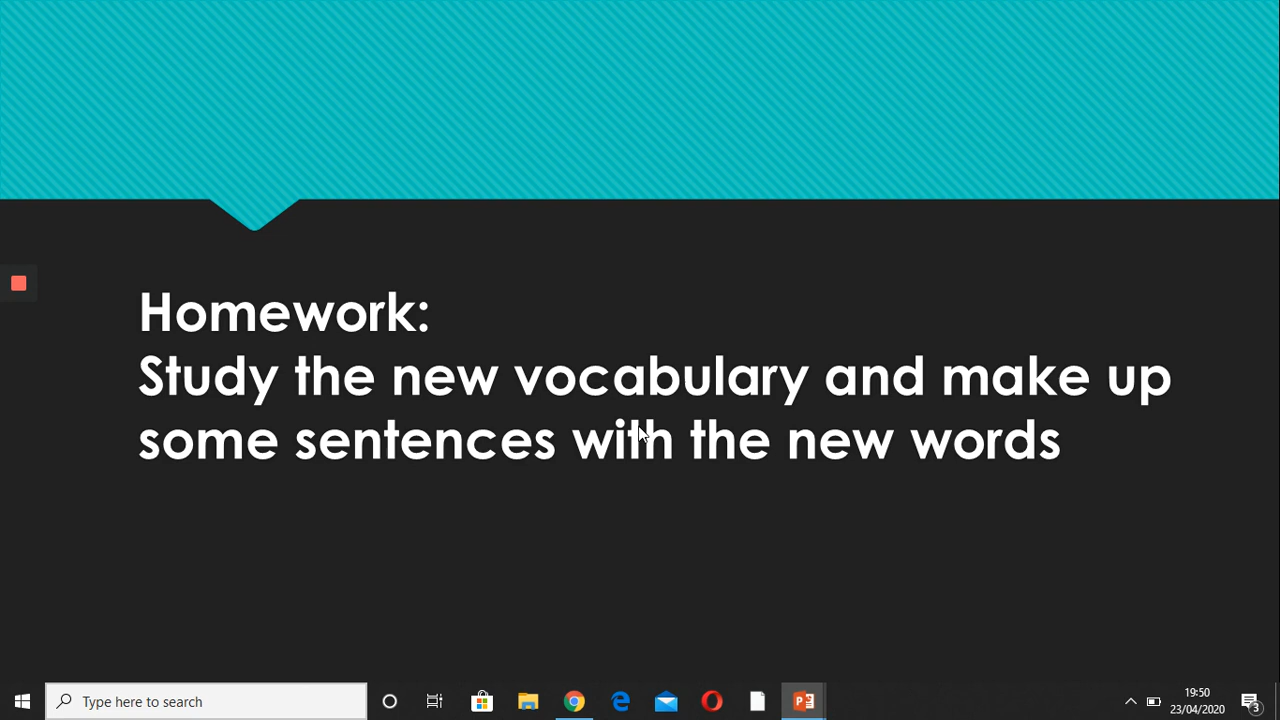 Homework:
Study the new vocabulary and make up
some sentences with the new words
Type here to search
19:50
23/04/2020
3